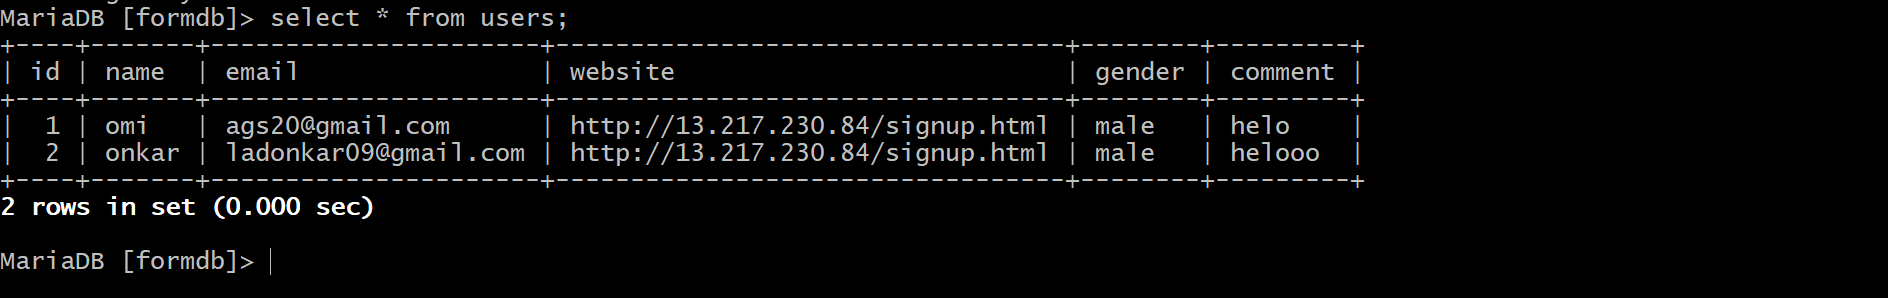 MariaDB [formdb]> select * from users;
+----+-------+----------------------+----------------------------------+--------+---------+
| id | name  | email                | website                          | gender | comment |
+----+-------+----------------------+----------------------------------+--------+---------+
|  1 | omi   | ags20@gmail.com      | http://13.217.230.84/signup.html | male   | helo    |
|  2 | onkar | ladonkar09@gmail.com | http://13.217.230.84/signup.html | male   | helooo  |
+----+-------+----------------------+----------------------------------+--------+---------+
2 rows in set (0.000 sec)
MariaDB [formdb]>